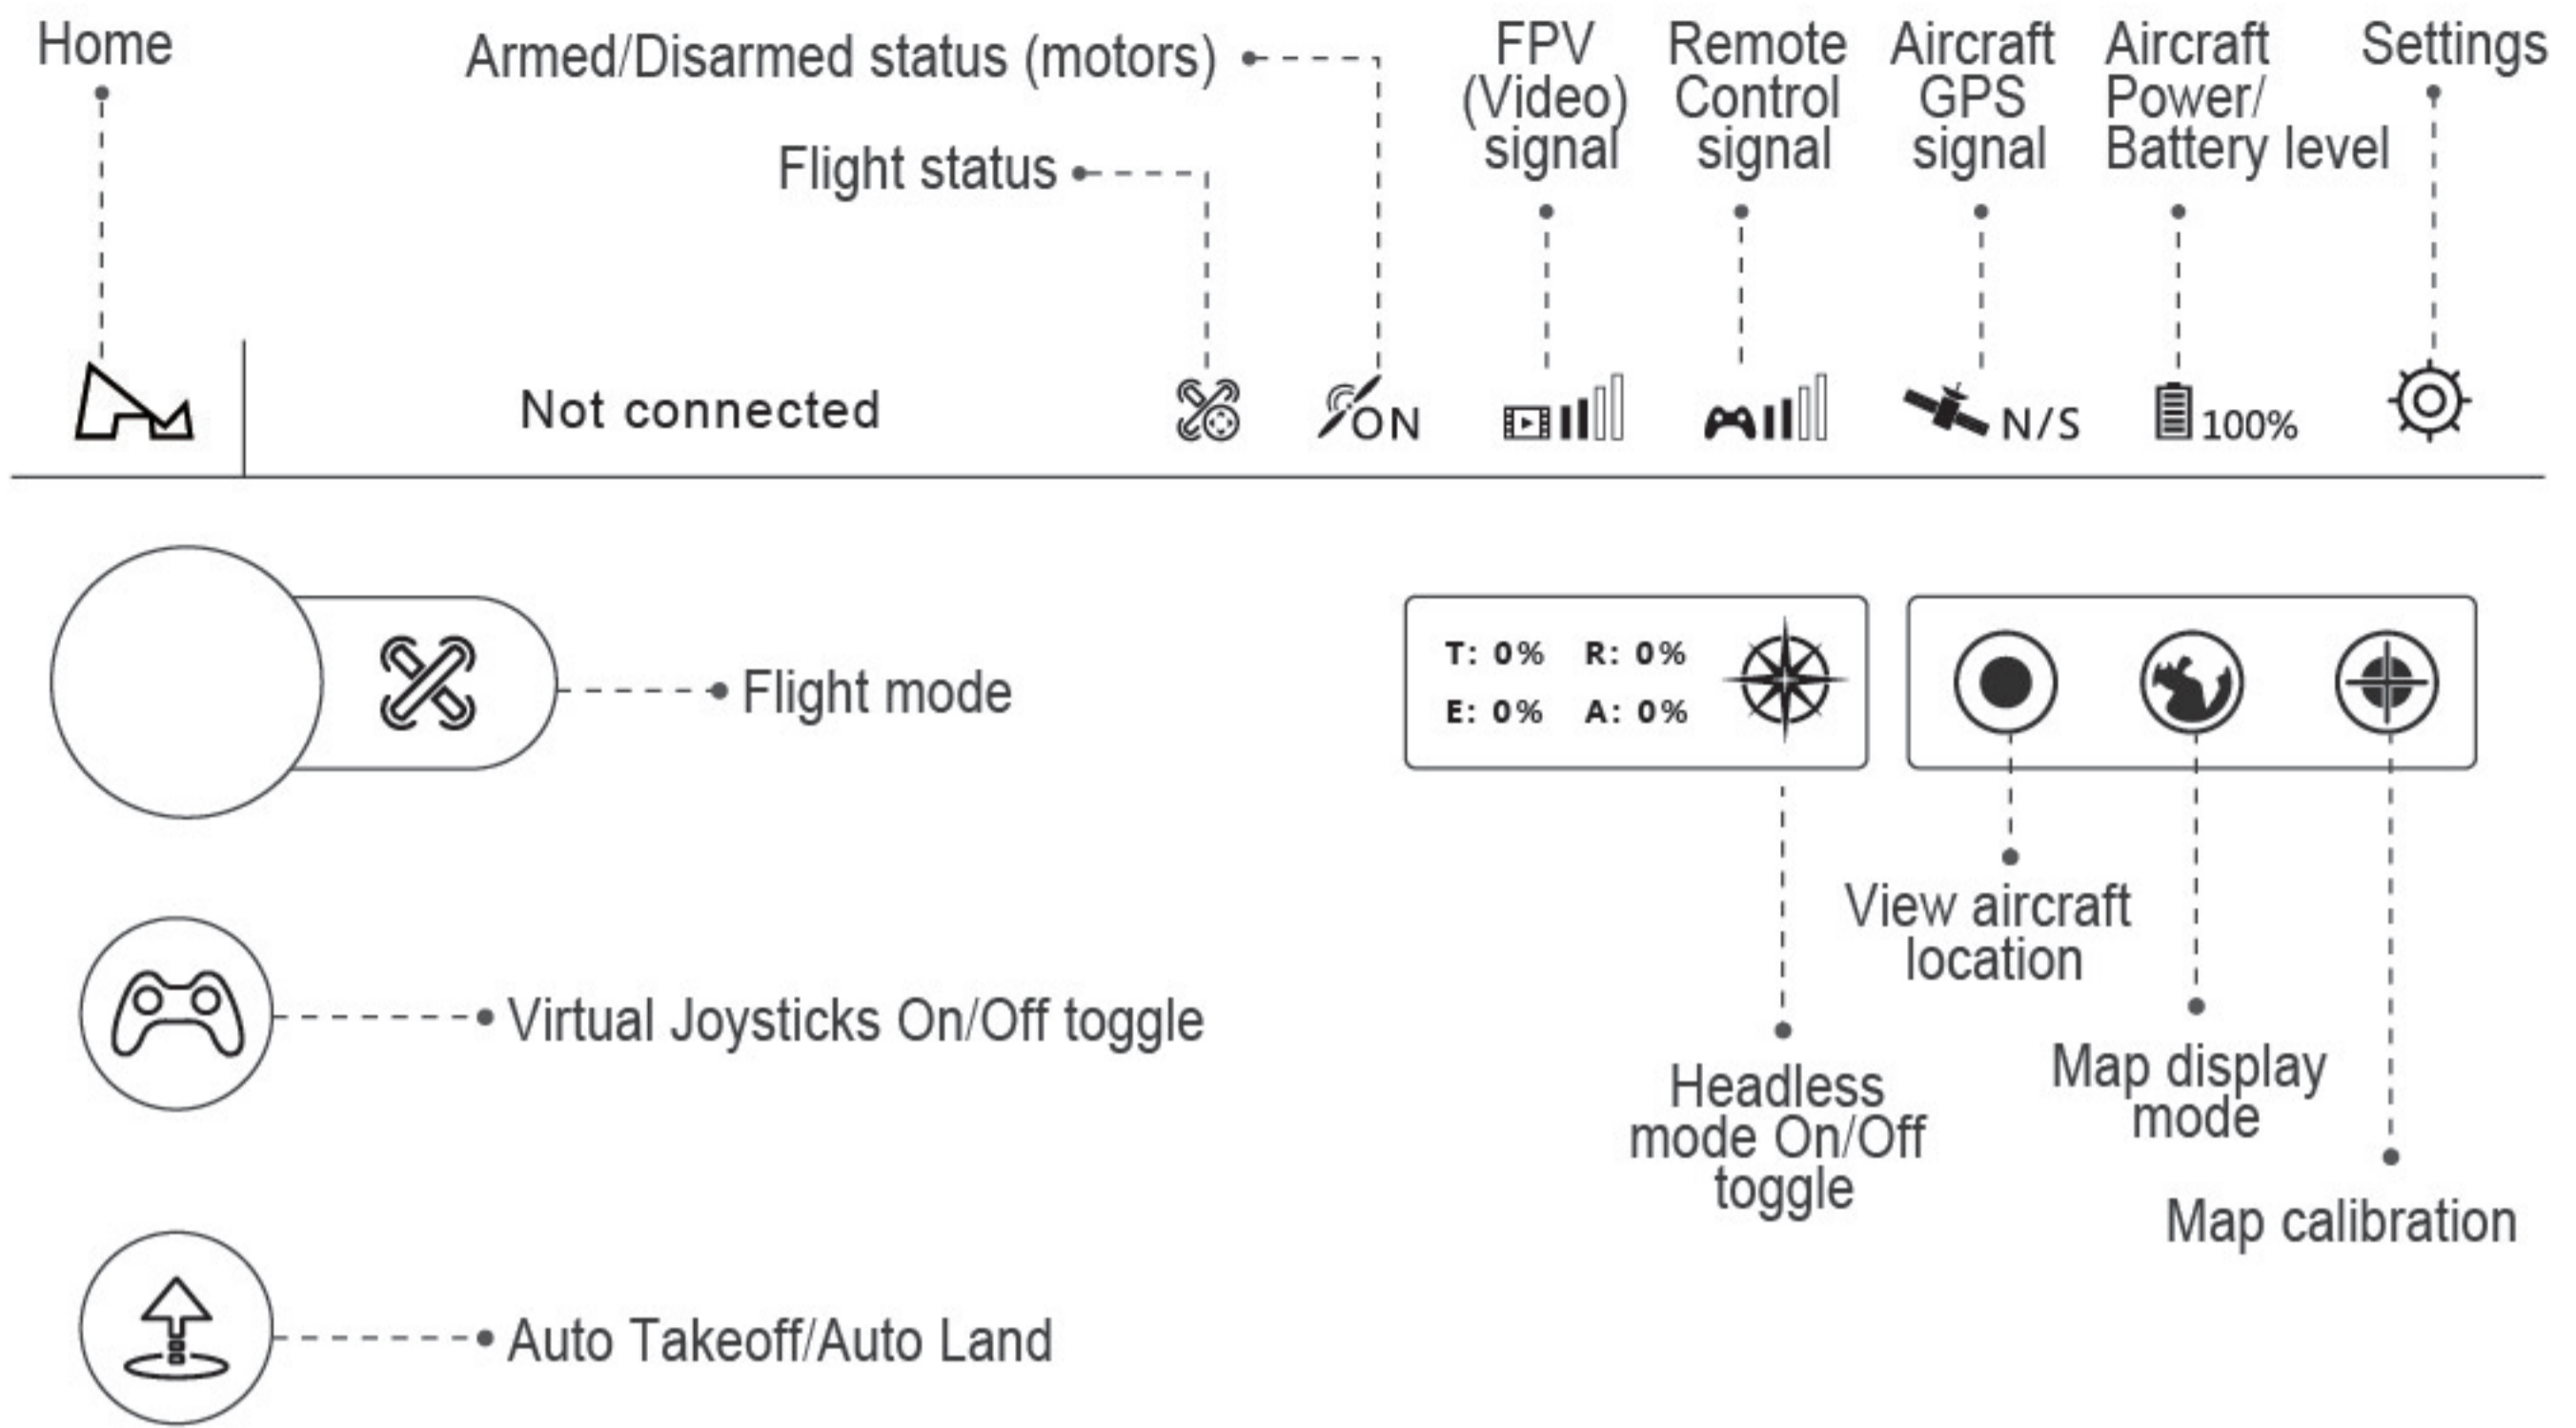 Home
Armed/Disarmed status (motors)
Flight status
FPV
(Video)
signal
Remote
Control
signal
Aircraft
GPS
signal
Aircraft
Power/
Battery level
Settings
Not connected
ON
N/S
100%
Flight mode
T: 0% R: 0%
E: 0% A: 0%
View aircraft
location
Virtual Joysticks On/Off toggle
Headless
mode On/Off
toggle
Map display
mode
Map calibration
Auto Takeoff/Auto Land